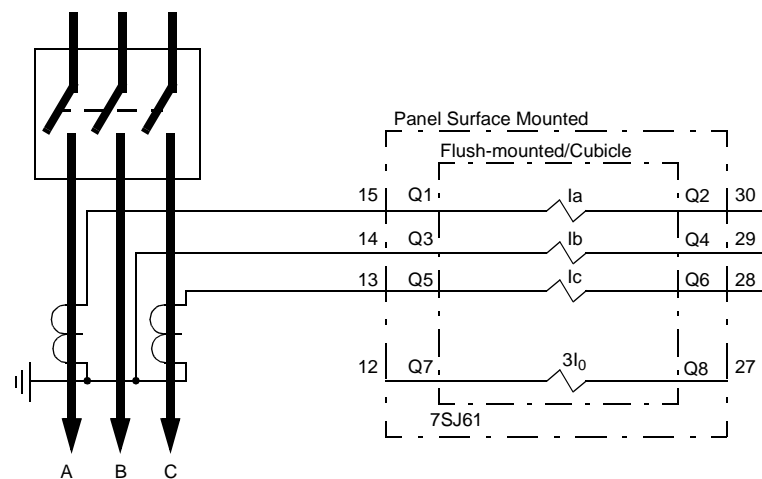 Panel Surface Mounted
Flush-mounted/Cubicle
15 Q1 Ia Q2 30
14 Q3 Ib Q4 29
13 Q5 Ic Q6 28
12 Q7 3I0 Q8 27
7SJ61
A B C